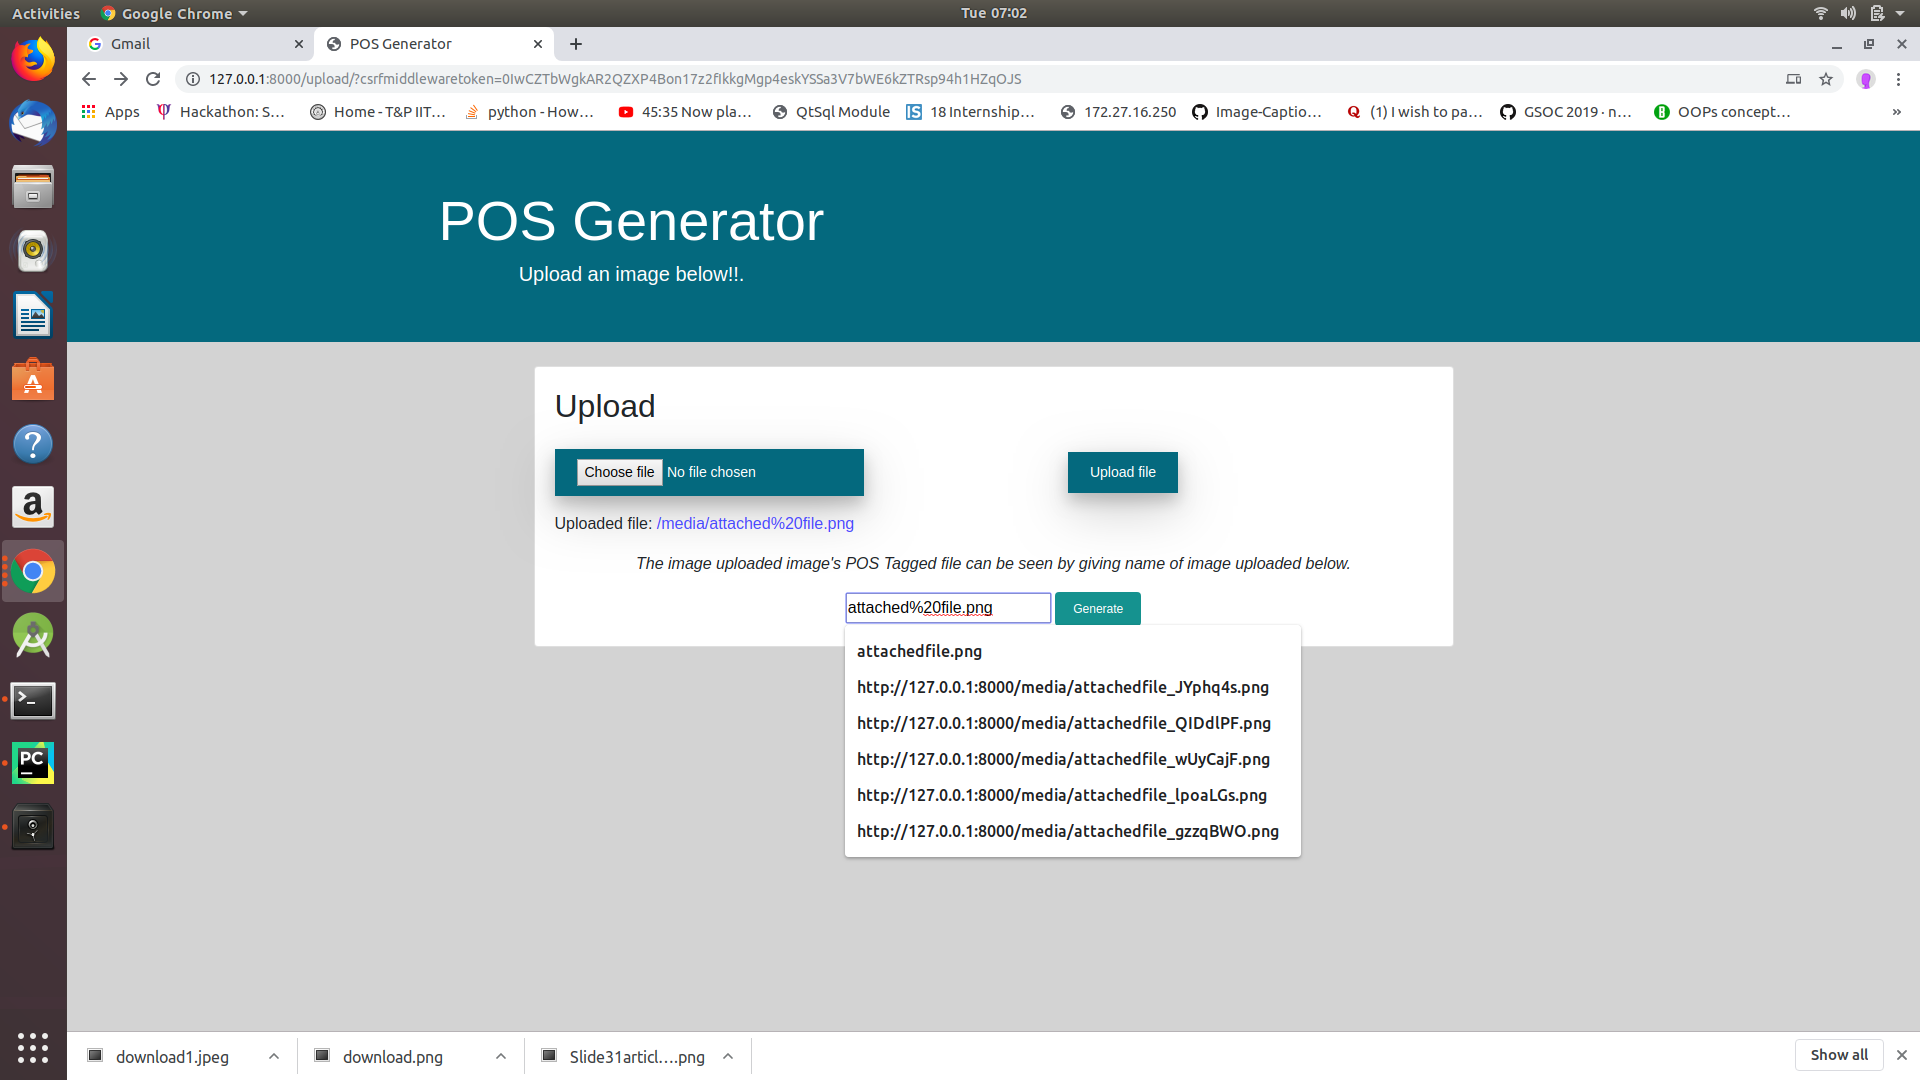 Activities
Google Chrome
Tue 07:02
Gmail
POS Generator
127.0.0.1:8000/upload/?csrfmiddlewaretoken=0IwCZTbWgkAR2QZXP4Bon17z2fIkkgMgp4eskYSSa3V7bWE6kZTRsp94h1HZqOJS
Apps
Hackathon: S...
Home - T&P IIT...
python - How...
45:35 Now pla...
QtSql Module
18 Internship...
172.27.16.250
Image-Captio...
(1) I wish to pa...
GSOC 2019 · n...
OOPs concept...
»
POS Generator
Upload an image below!!.
Upload
Choose file No file chosen
Upload file
Uploaded file: /media/attached%20file.png
The image uploaded image's POS Tagged file can be seen by giving name of image uploaded below.
attached%20file.png
Generate
attachedfile.png
http://127.0.0.1:8000/media/attachedfile_JYphq4s.png
http://127.0.0.1:8000/media/attachedfile_QIDdlPF.png
http://127.0.0.1:8000/media/attachedfile_wUyCajF.png
http://127.0.0.1:8000/media/attachedfile_lpoaLGs.png
http://127.0.0.1:8000/media/attachedfile_gzzqBWO.png
download1.jpeg
download.png
Slide31articl....png
Show all